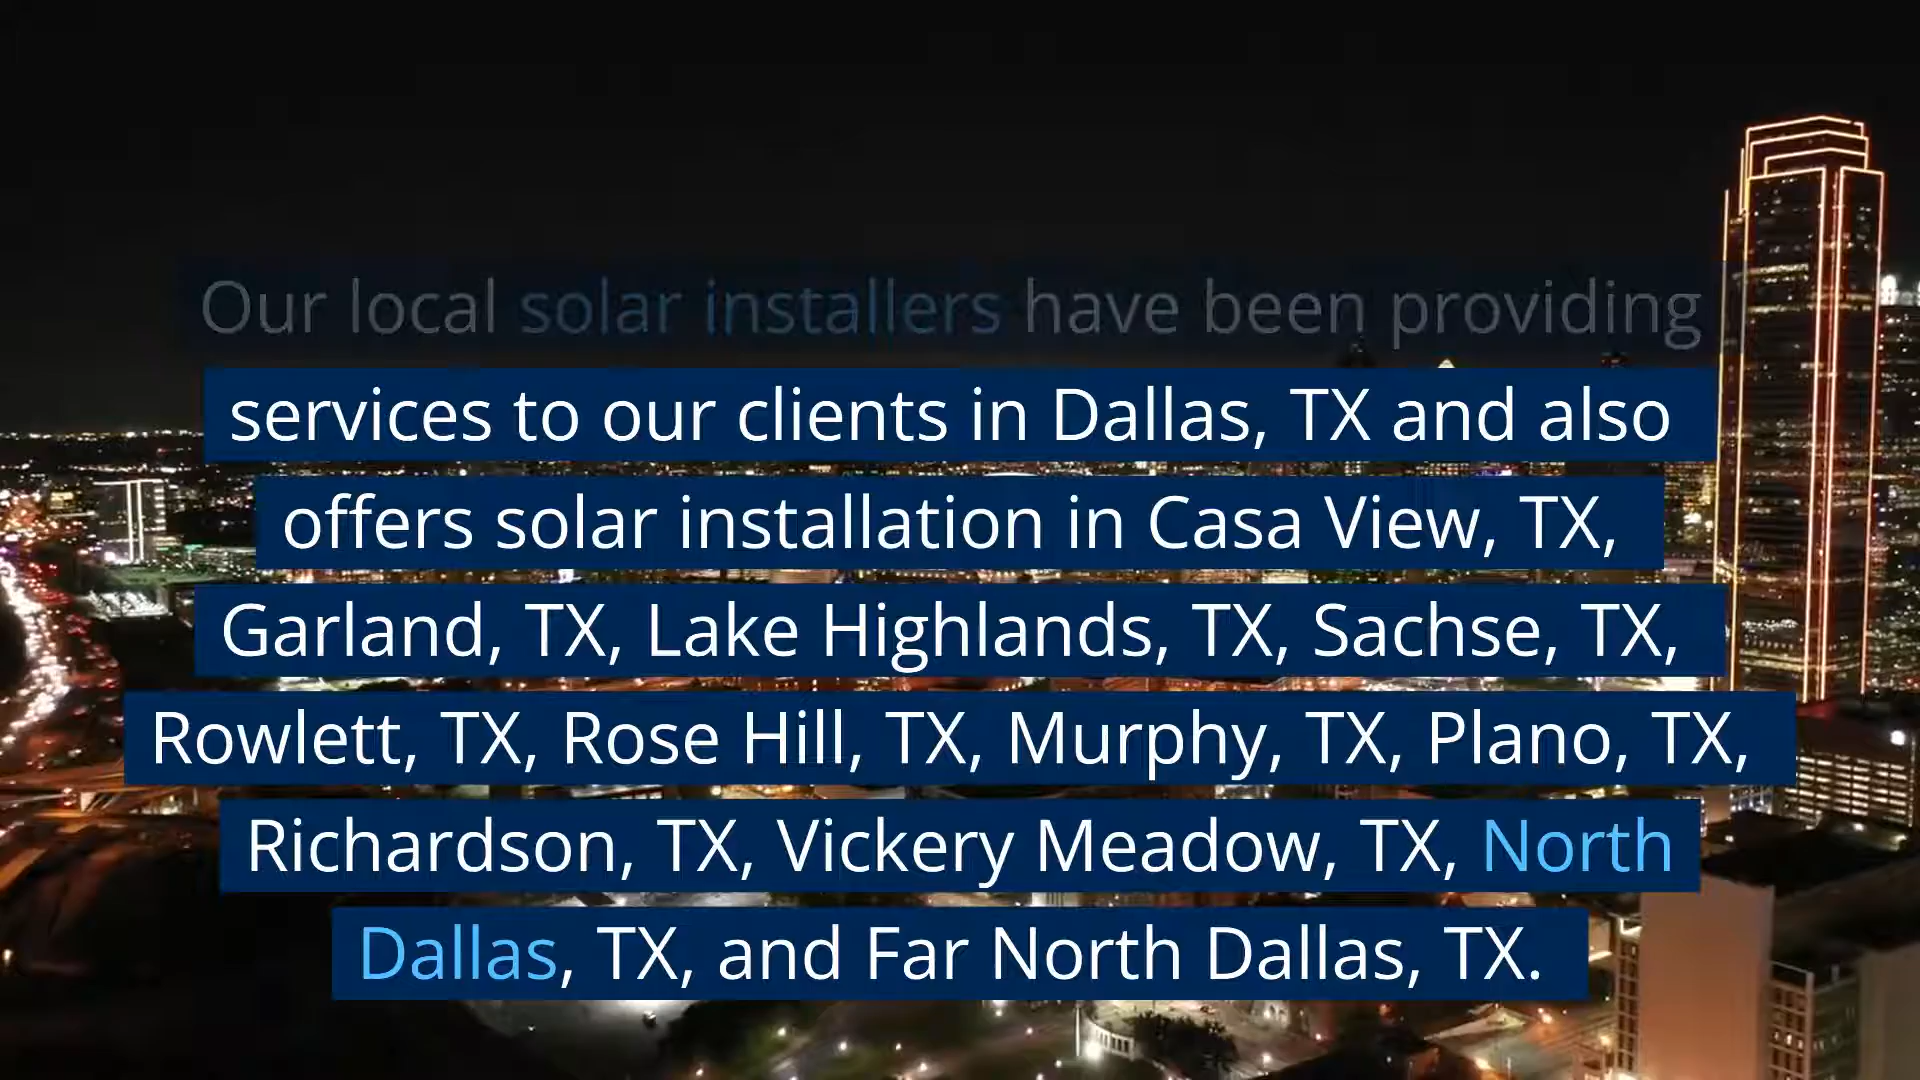 Our local solar installers have been providing
services to our clients in Dallas, TX and also
offers solar installation in Casa View, TX,
Garland, TX, Lake Highlands, TX, Sachse, TX,
Rowlett, TX, Rose Hill, TX, Murphy, TX, Plano, TX,
Richardson, TX, Vickery Meadow, TX, North
Dallas, TX, and Far North Dallas, TX.